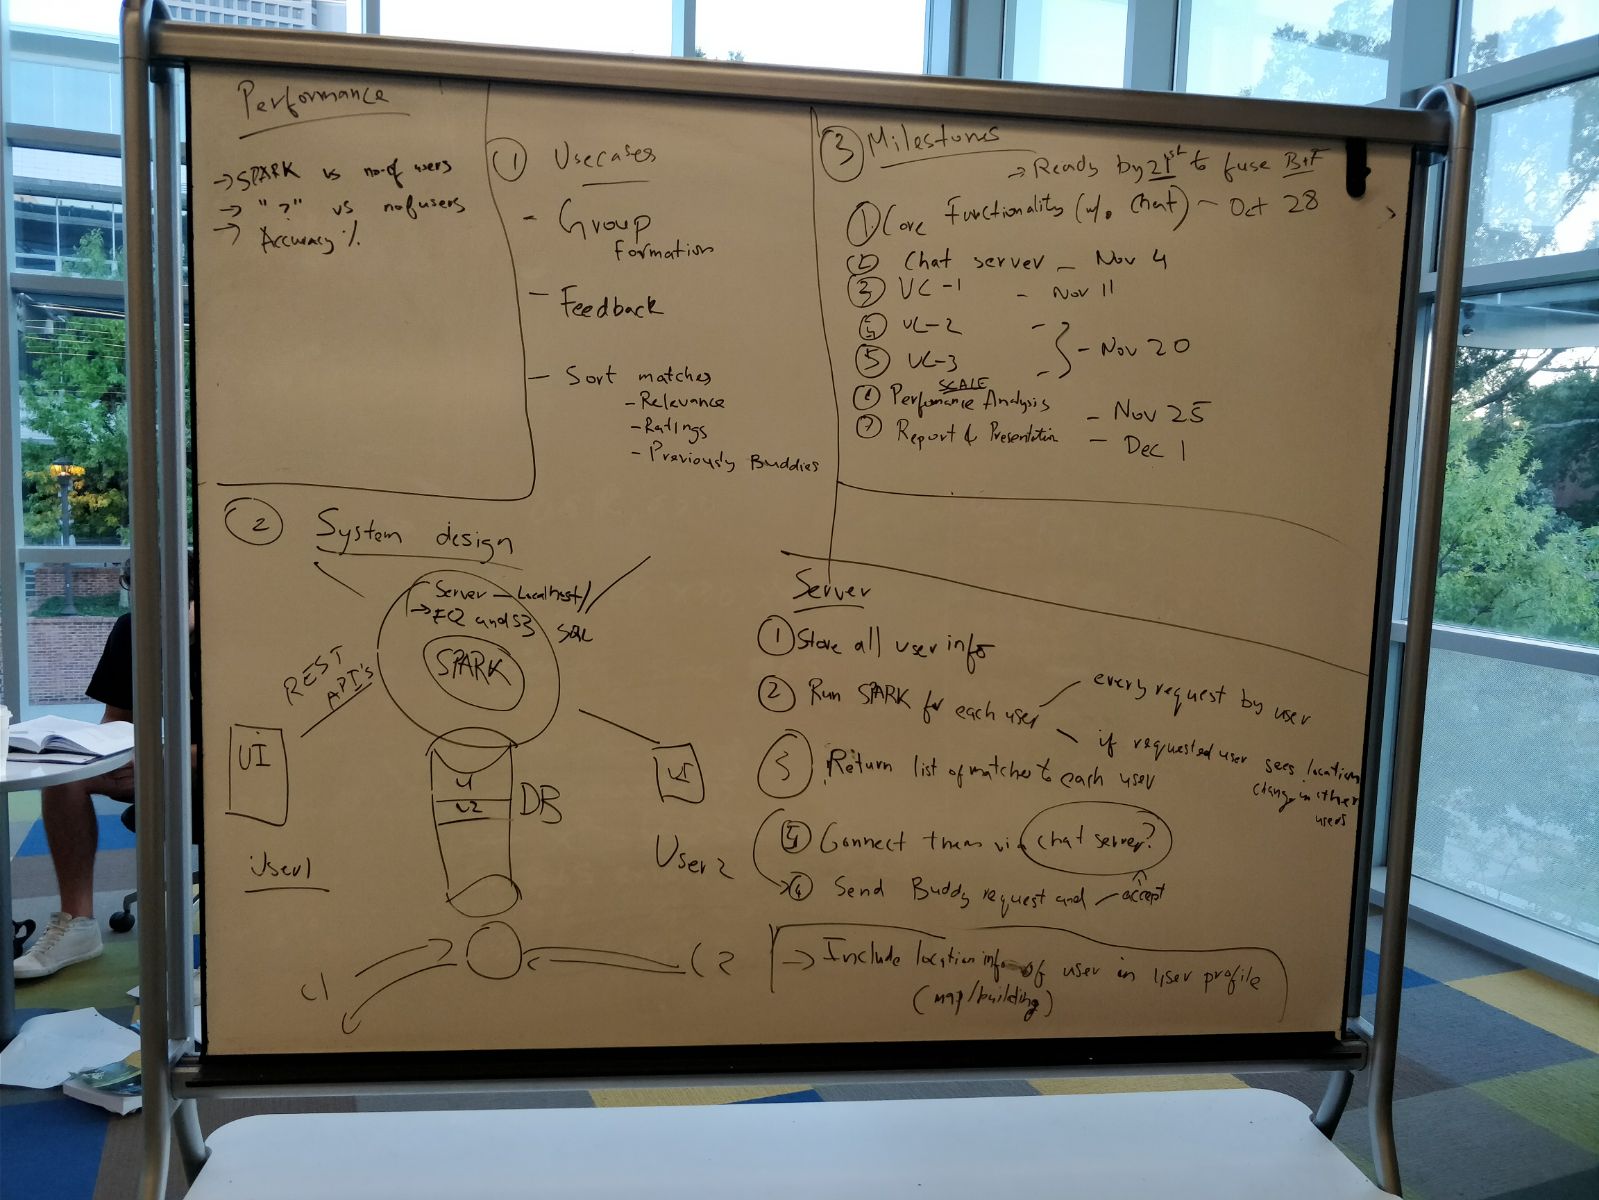 Performance
→ SPARK vs no. of users
→ "?" vs no of users
→ Accuracy %
① Usecases
- Group
Formation
- Feedback
- Sort matches
- Relevance
- Ratings
- Previously Buddies
③ Milestones
→ Ready by 21st to fuse B+F
① Core Functionality (w/o chat) - Oct 28
② Chat server - Nov 4
③ UC-1 - Nov 11
④ UC-2 -
} - Nov 20
⑤ UC-3 -
SCALE
⑥ Performance Analysis - Nov 25
⑦ Report & Presentation - Dec 1
② System design
Server - Localhost/
→ EC2 and S3 SQL
SPARK
REST
API's
UI
User 1
U1
U2
DB
UI
User 2
Server
① Store all user info
② Run SPARK for each user
every request by user
if requested user sees location
change in other
users
③ Return list of matches to each user
⑤ Connect them via chat server?
④ Send Buddy request and accept
→ Include location info of user in user profile
(map/building)